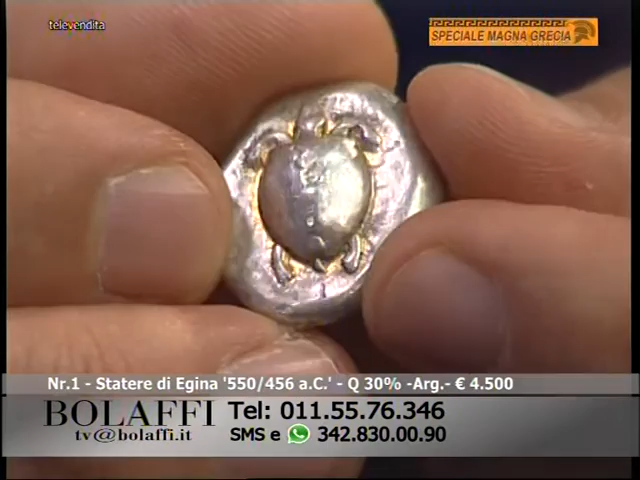 televendita
SPECIALE MAGNA GRECIA
Nr.1 - Statere di Egina '550/456 a.C.' - Q 30% -Arg.- € 4.500
BOLAFFI Tel: 011.55.76.346
tv@bolaffi.it SMS e 342.830.00.90